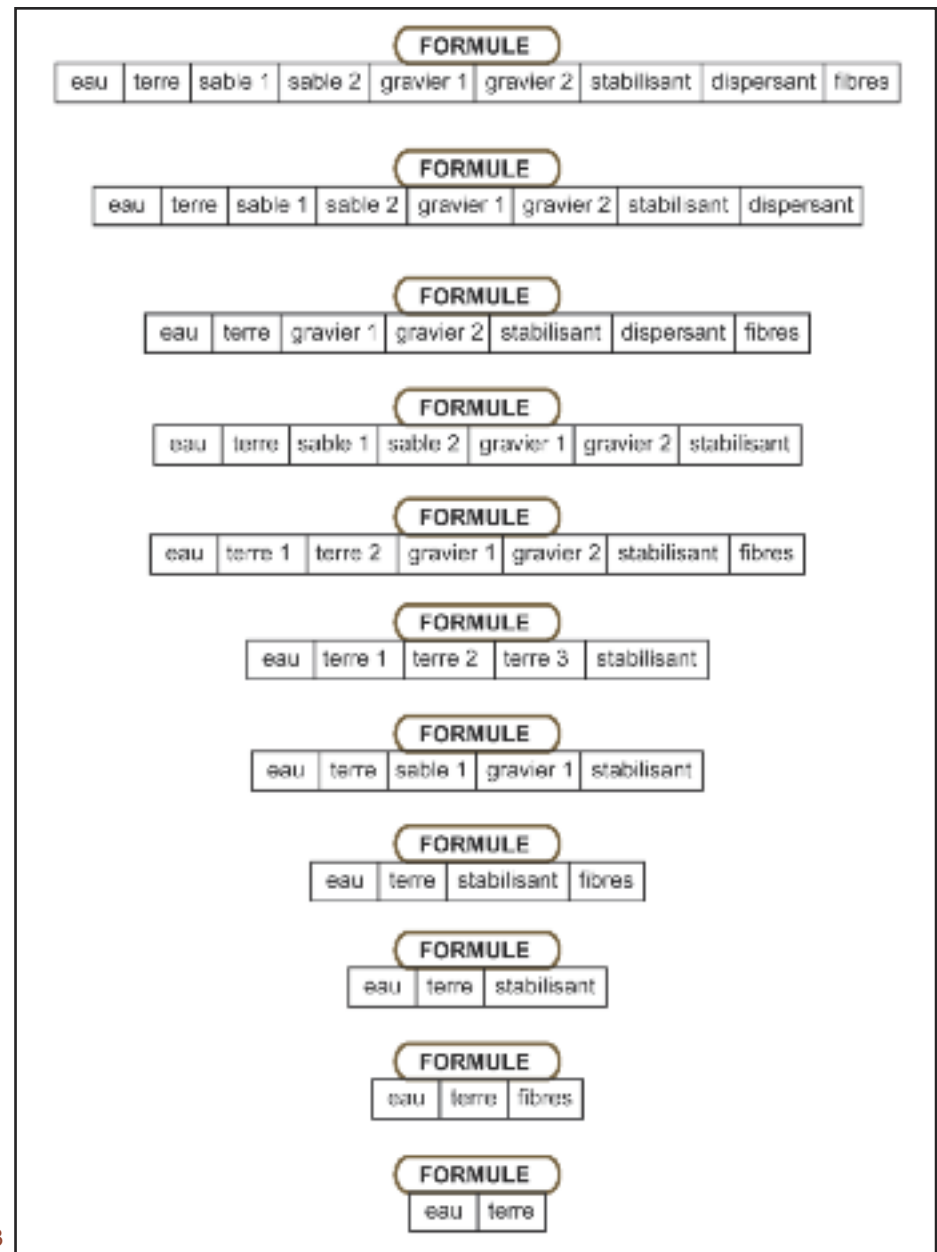 FORMULE
eau terre sable 1 sable 2 gravier 1 gravier 2 stabilisant dispersant fibres
FORMULE
eau terre sable 1 sable 2 gravier 1 gravier 2 stabilisant dispersant
FORMULE
eau terre gravier 1 gravier 2 stabilisant dispersant fibres
FORMULE
eau terre sable 1 sable 2 gravier 1 gravier 2 stabilisant
FORMULE
eau terre 1 terre 2 gravier 1 gravier 2 stabilisant fibres
FORMULE
eau terre 1 terre 2 terre 3 stabilisant
FORMULE
eau terre sable 1 gravier 1 stabilisant
FORMULE
eau terre stabilisant fibres
FORMULE
eau terre stabilisant
FORMULE
eau terre fibres
FORMULE
eau terre